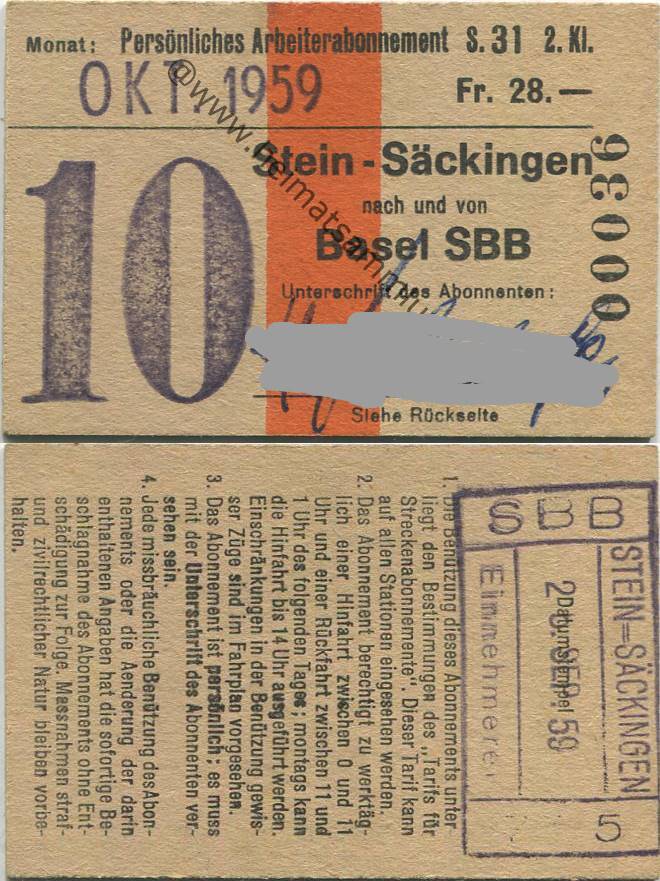 Monat: Persönliches Arbeiterabonnement S. 31 2. Kl.
OKT. 1959 Fr. 28.—
10
Stein-Säckingen
nach und von
Basel SBB
00036
Unterschrift des Abonnenten:
Siehe Rückseite
@www.heimatsammlung
1. Die Benützung dieses Abonnements unter-
liegt den Bestimmungen des „Tarifs für
Streckenabonnemente". Dieser Tarif kann
auf allen Stationen eingesehen werden.
2. Das Abonnement berechtigt zu werktäg-
lich einer Hinfahrt zwischen 0 und 11
Uhr und einer Rückfahrt zwischen 11 und
1 Uhr des folgenden Tages; montags kann
die Hinfahrt bis 14 Uhr ausgeführt werden.
Einschränkungen in der Benützung gewis-
ser Züge sind im Fahrplan vorgesehen.
3. Das Abonnement ist persönlich; es muss
mit der Unterschrift des Abonnenten ver-
sehen sein.
4. Jede missbräuchliche Benützung des Abon-
nements oder die Aenderung der darin
enthaltenen Angaben hat die sofortige Be-
schlagnahme des Abonnements ohne Ent-
schädigung zur Folge. Massnahmen straf-
und zivilrechtlicher Natur bleiben vorbe-
halten.
STEIN=SÄCKINGEN 5
SBB
Datumstempel
SEP. 59
Einnehmerei